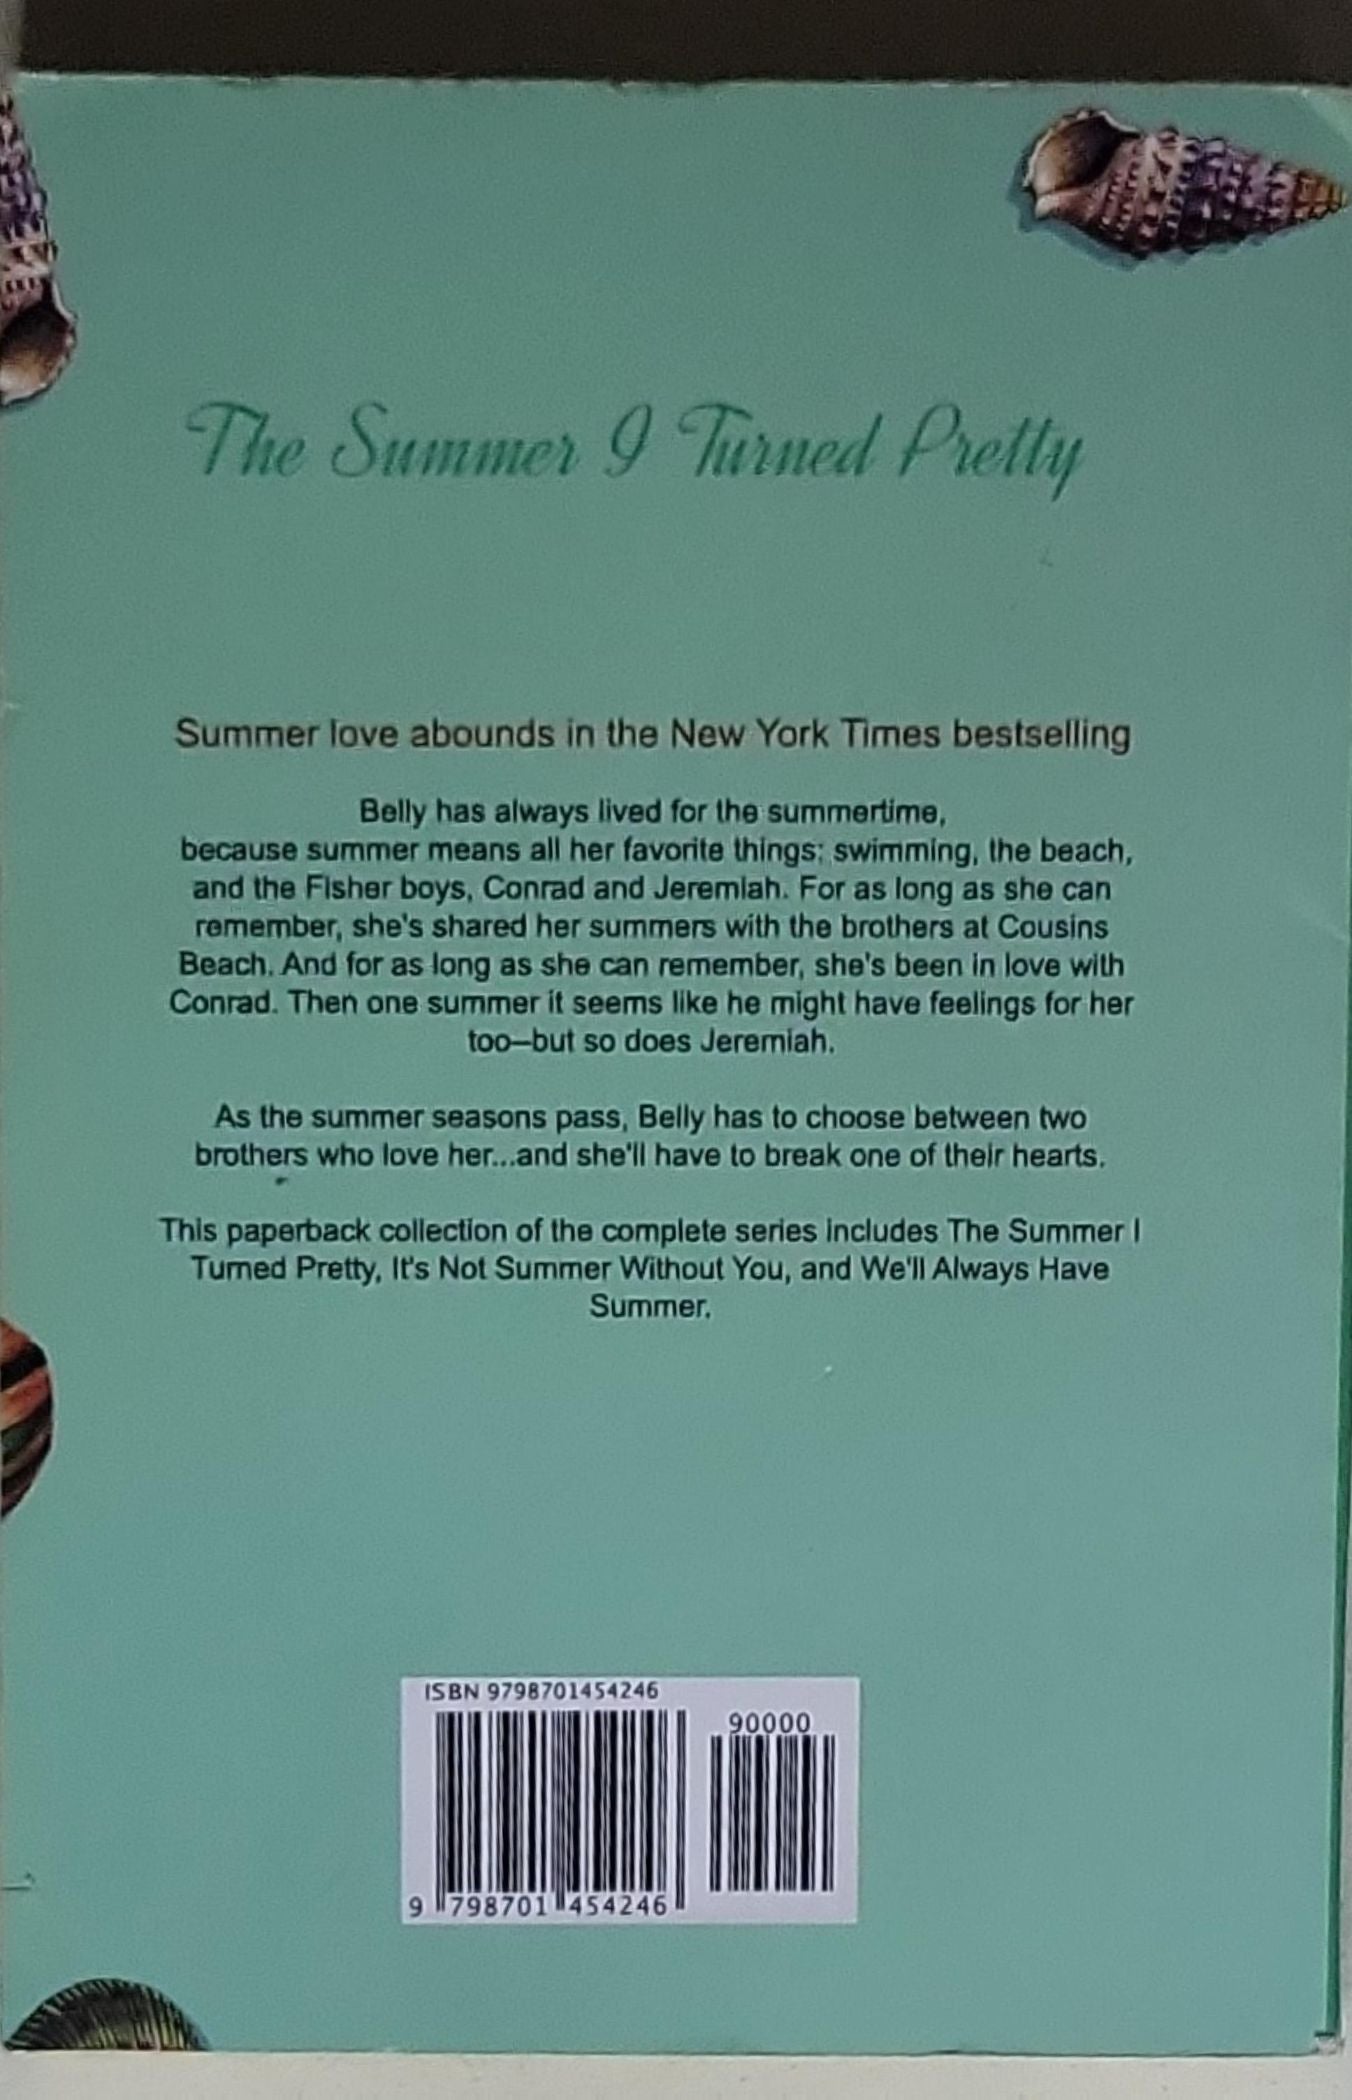 The Summer I Turned Pretty
Summer love abounds in the New York Times bestselling
Belly has always lived for the summertime,
because summer means all her favorite things: swimming, the beach,
and the Fisher boys, Conrad and Jeremiah. For as long as she can
remember, she's shared her summers with the brothers at Cousins
Beach. And for as long as she can remember, she's been in love with
Conrad. Then one summer it seems like he might have feelings for her
too—but so does Jeremiah.
As the summer seasons pass, Belly has to choose between two
brothers who love her...and she'll have to break one of their hearts.
This paperback collection of the complete series includes The Summer I
Turned Pretty, It's Not Summer Without You, and We'll Always Have
Summer.
ISBN 9798701454246
90000
9 798701 454246